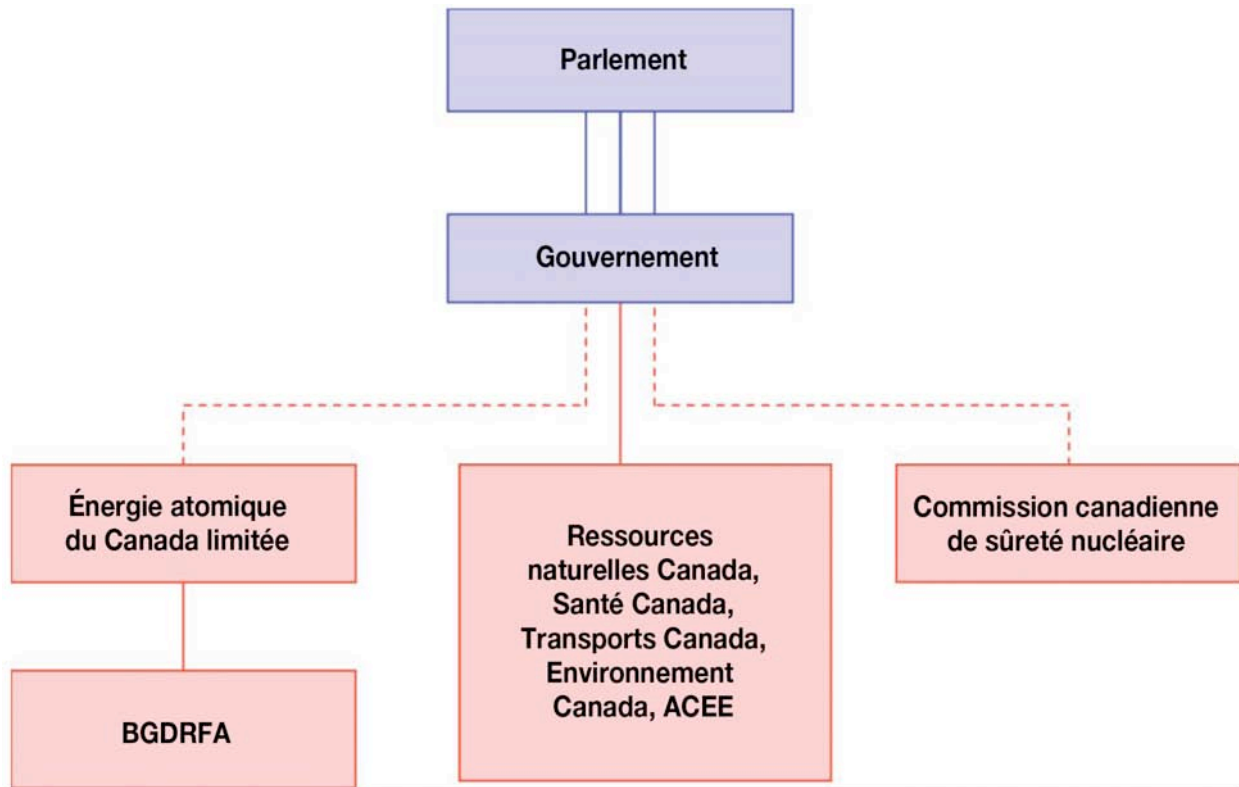 Parlement
Gouvernement
Énergie atomique
du Canada limitée
Ressources
naturelles Canada,
Santé Canada,
Transports Canada,
Environnement
Canada, ACEE
Commission canadienne
de sûreté nucléaire
BGDRFA